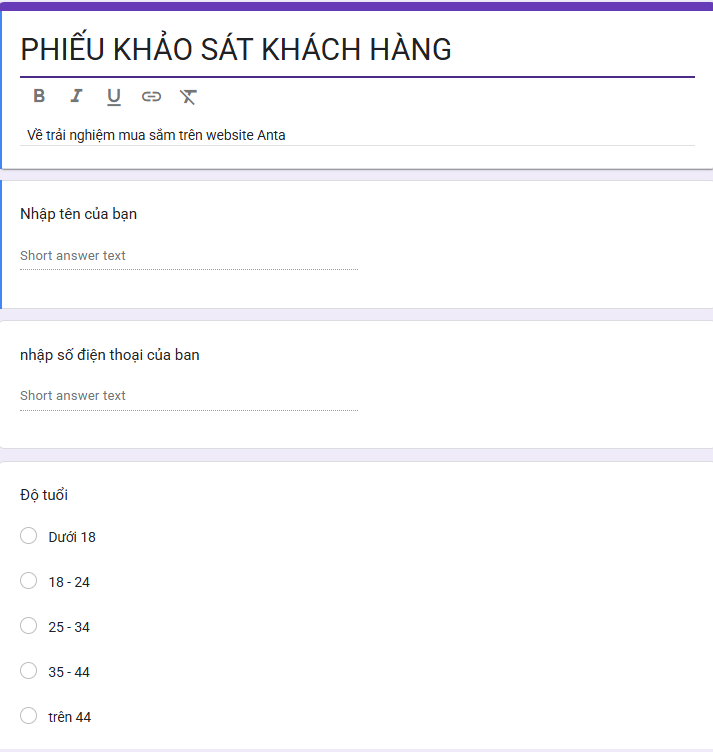 PHIẾU KHẢO SÁT KHÁCH HÀNG
B I U
Về trải nghiệm mua sắm trên website Anta
Nhập tên của bạn
Short answer text
nhập số điện thoại của ban
Short answer text
Độ tuổi
Dưới 18
18 - 24
25 - 34
35 - 44
trên 44